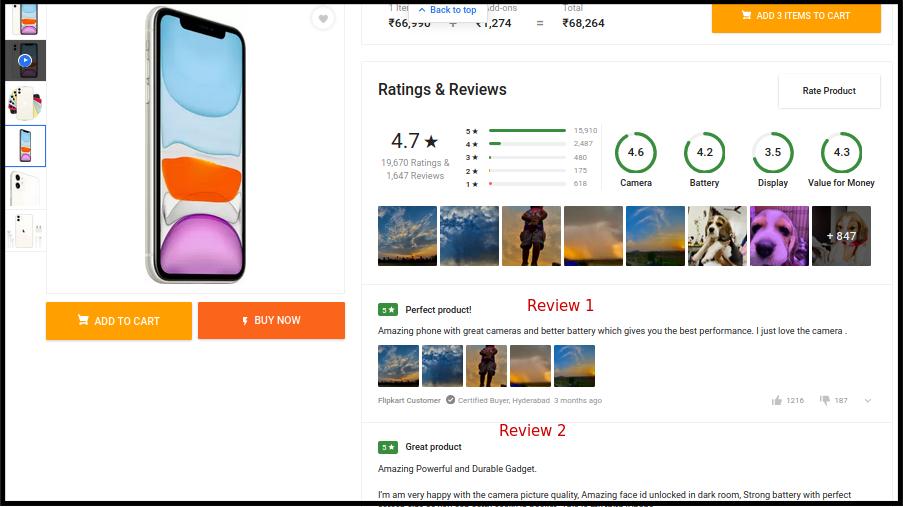 Total
₹66,990 + ₹1,274 = ₹68,264
Back to top
ADD 3 ITEMS TO CART
Ratings & Reviews
Rate Product
4.7 ★
19,670 Ratings &
1,647 Reviews
5 ★ 15,910
4 ★ 2,487
3 ★ 480
2 ★ 175
1 ★ 618
4.6
Camera
4.2
Battery
3.5
Display
4.3
Value for Money
+ 847
ADD TO CART
BUY NOW
Review 1
5 ★ Perfect product!
Amazing phone with great cameras and better battery which gives you the best performance. I just love the camera .
Flipkart Customer Certified Buyer, Hyderabad 3 months ago
1216 187
Review 2
5 ★ Great product
Amazing Powerful and Durable Gadget.
I'm am very happy with the camera picture quality, Amazing face id unlocked in dark room, Strong battery with perfect